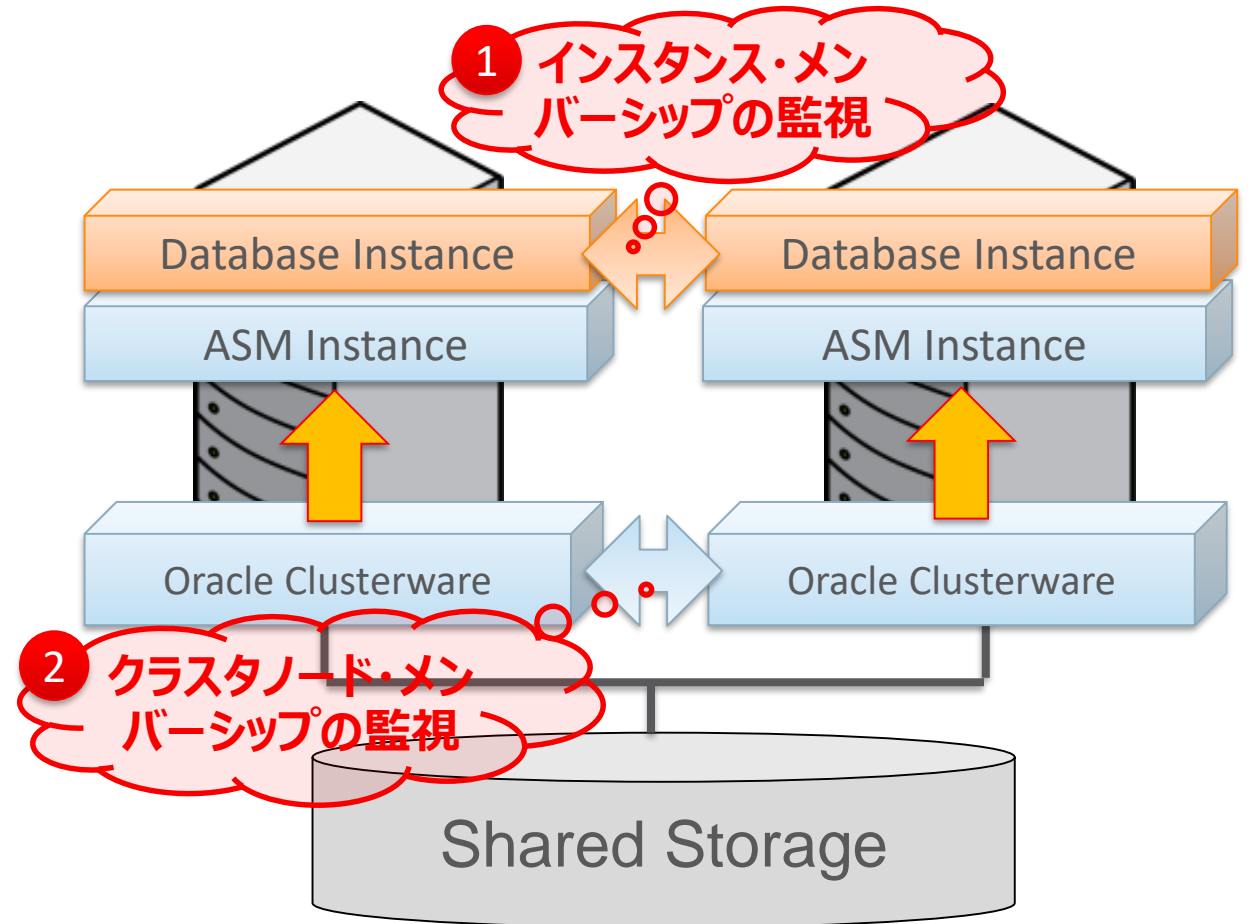 1
インスタンス・メン
バーシップの監視
Database Instance
Database Instance
ASM Instance
ASM Instance
Oracle Clusterware
Oracle Clusterware
2
クラスタノード・メン
バーシップの監視
Shared Storage